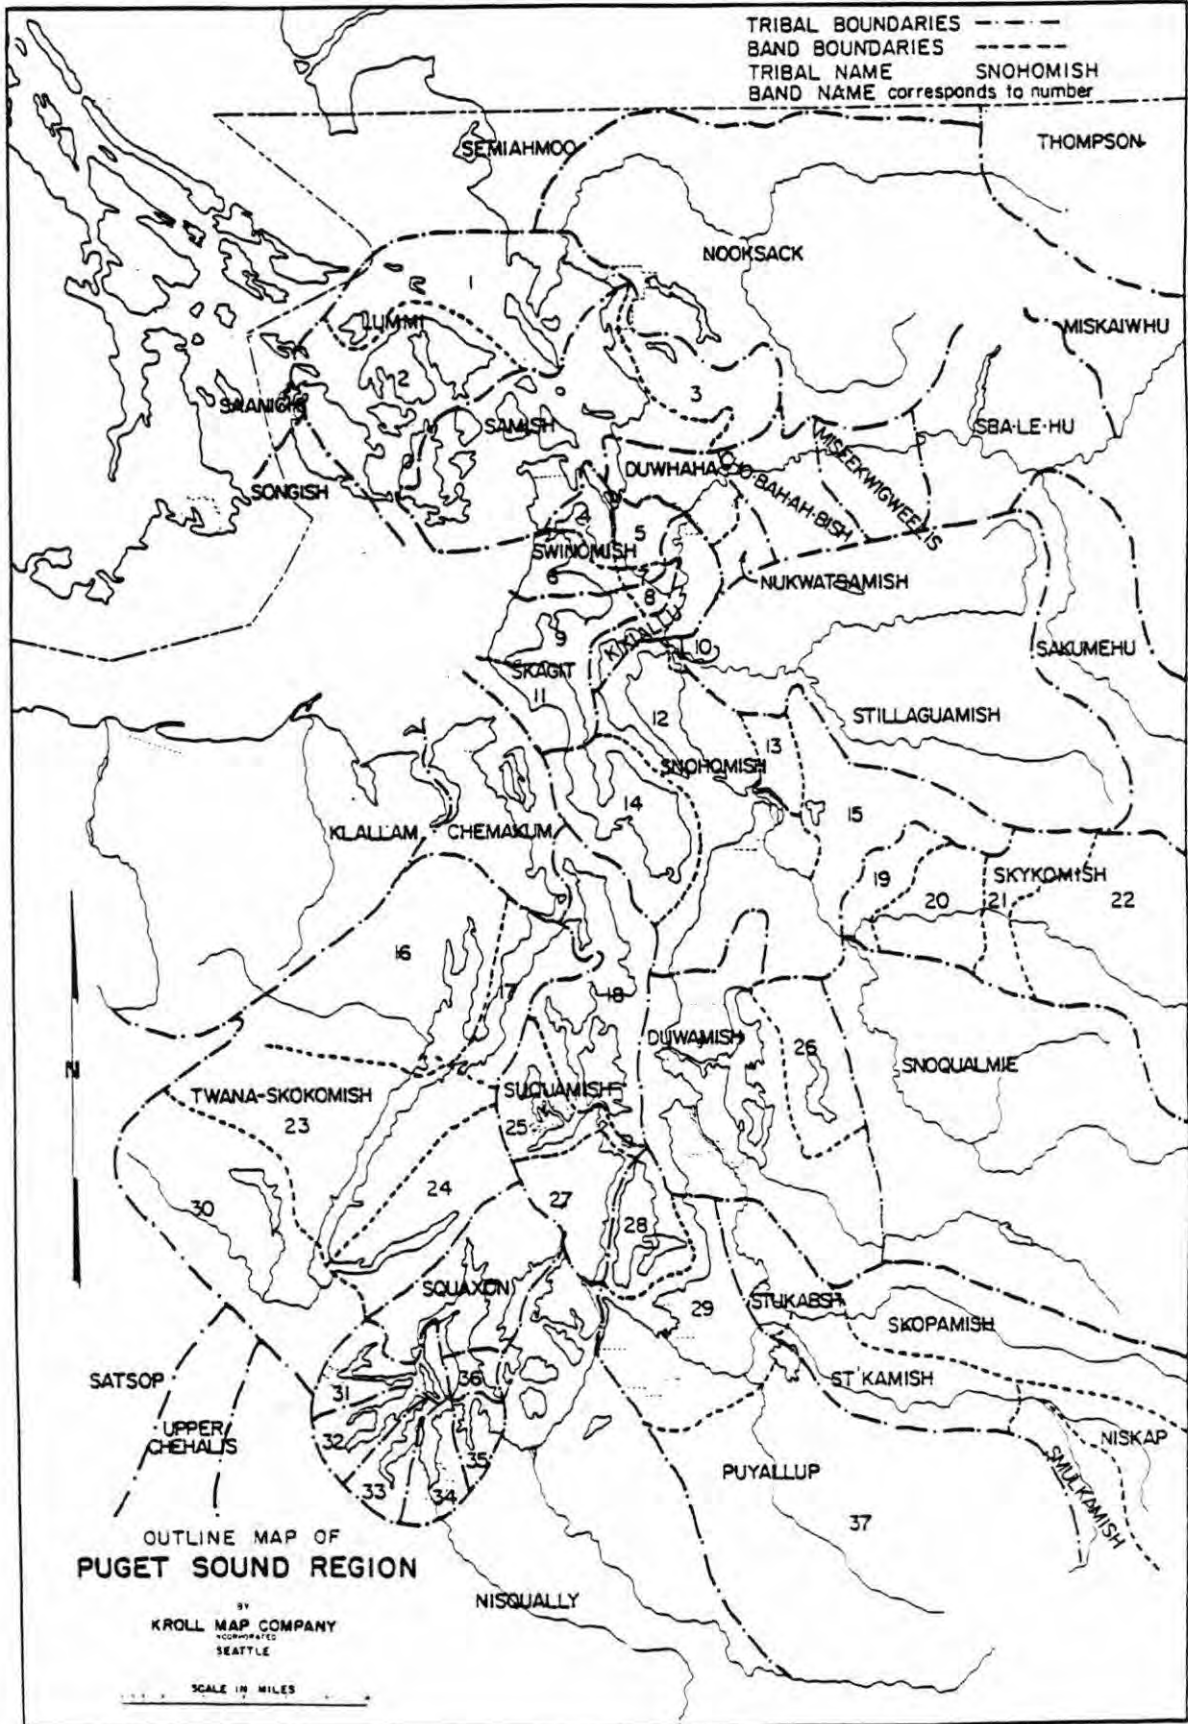 TRIBAL BOUNDARIES
BAND BOUNDARIES
TRIBAL NAME SNOHOMISH
BAND NAME corresponds to number
SEMIAHMOO
THOMPSON
NOOKSACK
1
LUMMI
MISKAIWHU
2
3
SAANICH
SAMISH
SBA-LE-HU
MISEEKWIGWEELIS
DUWHAHA
SONGISH
4
5
SWINOMISH
6
NUKWATSAMISH
8
9
KIKIALLU
10
SAKUMEHU
SKAGIT
11
12
STILLAGUAMISH
13
SNOHOMISH
14
15
KLALLAM
CHEMAKUM
19
SKYKOMISH
20
21
22
16
17
18
N
DUWAMISH
26
SNOQUALMIE
TWANA-SKOKOMISH
SUQUAMISH
23
25
24
30
27
28
SQUAXON
STUKABSH
29
SKOPAMISH
SATSOP
31
36
ST'KAMISH
UPPER
CHEHALIS
32
35
NISKAP
33
34
PUYALLUP
SMULKAMISH
37
OUTLINE MAP OF
PUGET SOUND REGION
BY
KROLL MAP COMPANY
INCORPORATED
SEATTLE
NISQUALLY
SCALE IN MILES